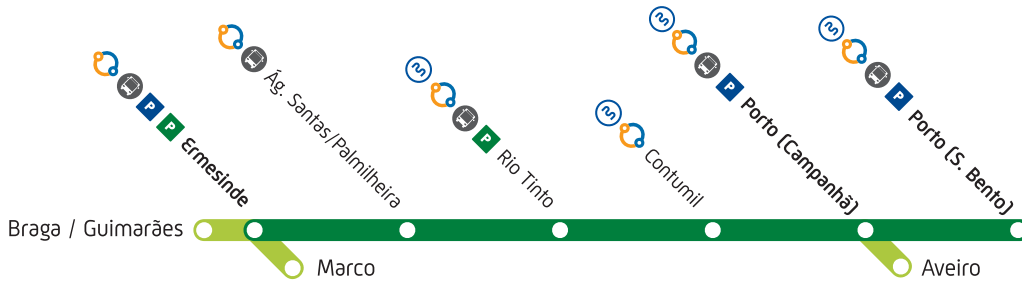 Ermesinde
Ág. Santas/Palmilheira
Rio Tinto
Contumil
Porto (Campanhã)
Porto (S. Bento)
P
P
P
P
P
Braga / Guimarães
Marco
Aveiro